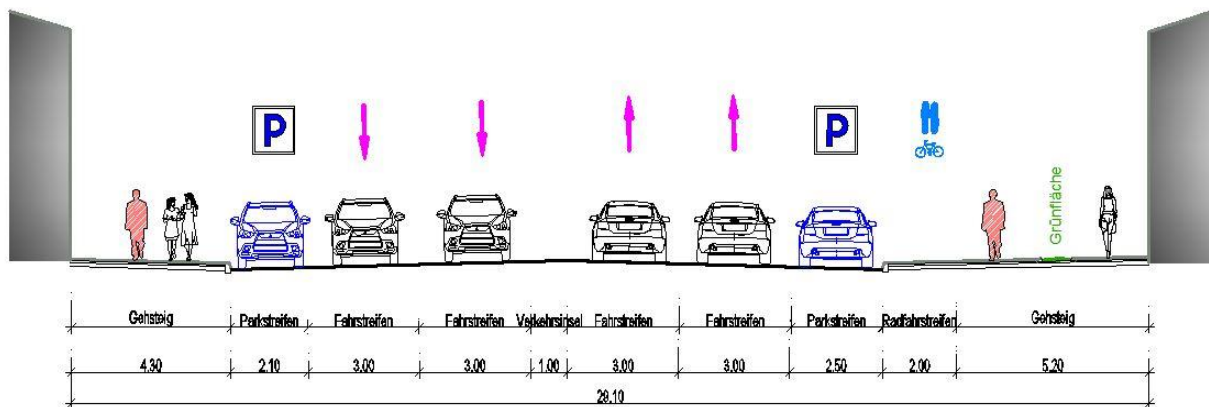 P P
Grünfläche
Gehsteig Parkstreifen Fahrstreifen Fahrstreifen Verkehrsinsel Fahrstreifen Fahrstreifen Parkstreifen Radfahrstreifen Gehsteig
4.30 2.10 3.00 3.00 1.00 3.00 3.00 2.50 2.00 5.20
29.10